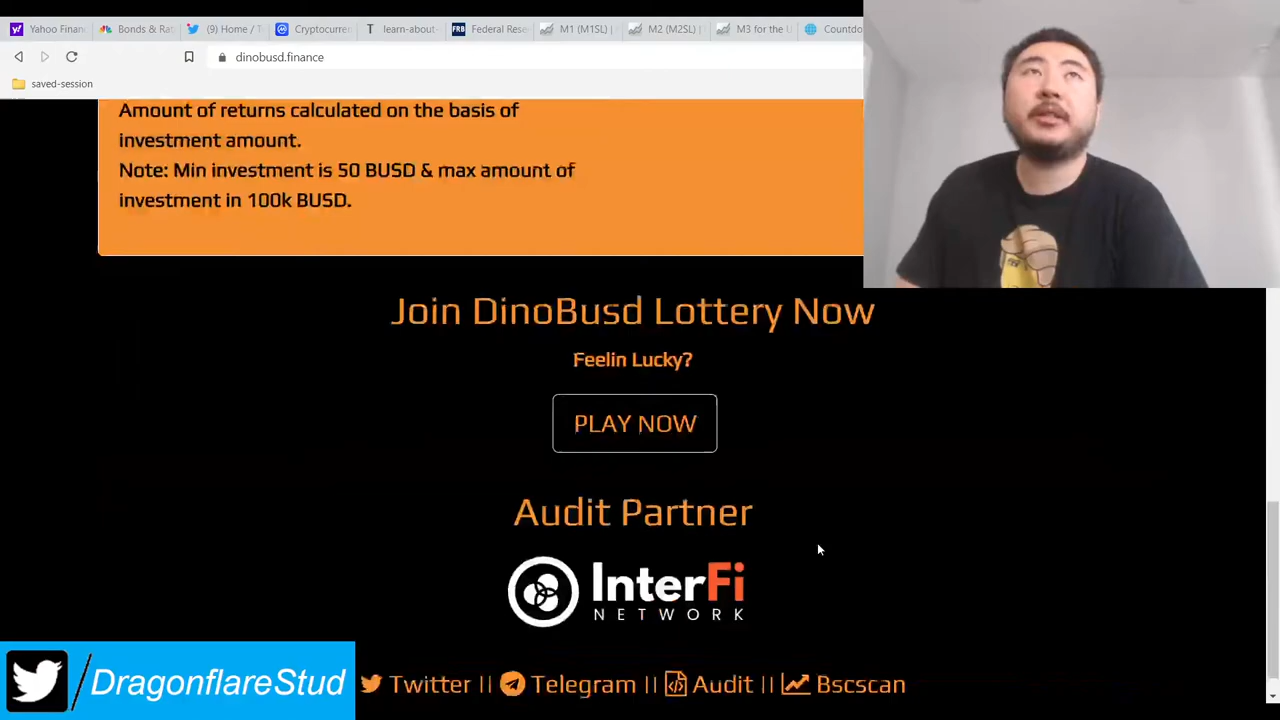 Yahoo Finan
Bonds & Ra
(9) Home / T
Cryptocurren
learn-about-
Federal Rese
M1 (M1SL) |
M2 (M2SL) |
M3 for the U
Countdo
dinobusd.finance
saved-session
Amount of returns calculated on the basis of
investment amount.
Note: Min investment is 50 BUSD & max amount of
investment in 100k BUSD.
Join DinoBusd Lottery Now
Feelin Lucky?
PLAY NOW
Audit Partner
InterFi
NETWORK
/DragonflareStud
Twitter || Telegram || Audit || Bscscan